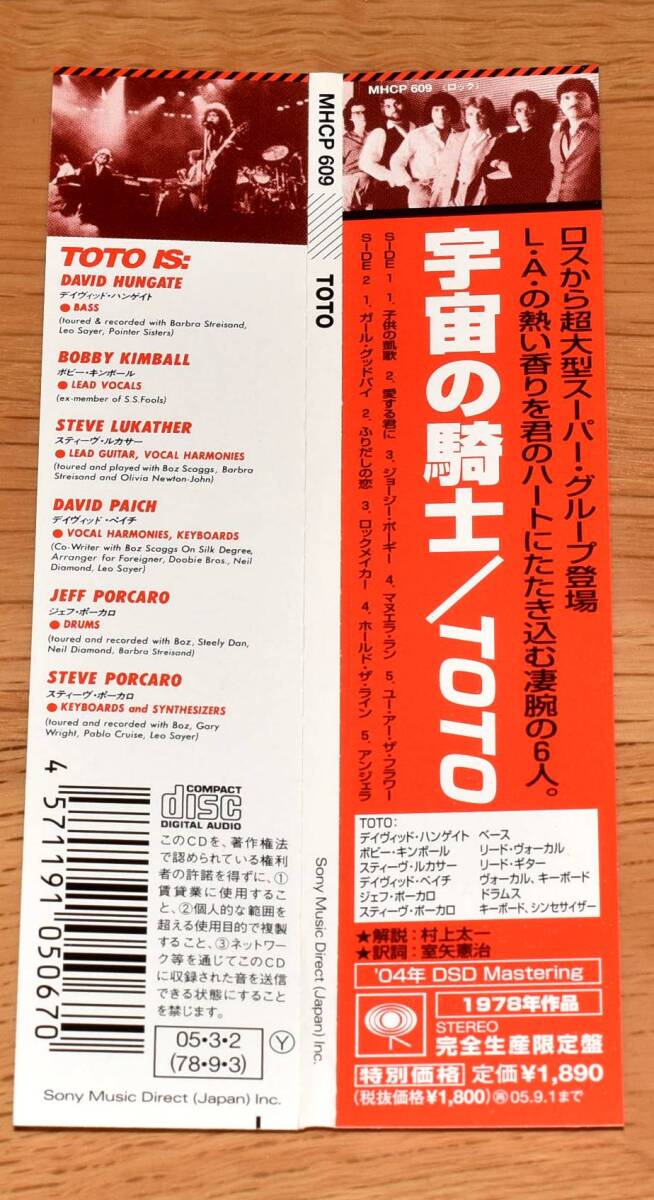 TOTO IS:
DAVID HUNGATE
デイヴィッド・ハンゲイト
● BASS
(toured & recorded with Barbra Streisand,
Leo Sayer, Pointer Sisters)
BOBBY KIMBALL
ボビー・キンボール
● LEAD VOCALS
(ex-member of S.S.Fools)
STEVE LUKATHER
スティーヴ・ルカサー
● LEAD GUITAR, VOCAL HARMONIES
(toured and played with Boz Scaggs, Barbra
Streisand and Olivia Newton-John)
DAVID PAICH
デイヴィッド・ペイチ
● VOCAL HARMONIES, KEYBOARDS
(Co-Writer with Boz Scaggs On Silk Degree,
Arranger for Foreigner, Doobie Bros., Neil
Diamond, Leo Sayer)
JEFF PORCARO
ジェフ・ポーカロ
● DRUMS
(toured and recorded with Boz, Steely Dan,
Neil Diamond, Barbra Streisand)
STEVE PORCARO
スティーヴ・ポーカロ
● KEYBOARDS and SYNTHESIZERS
(toured and recorded with Boz, Gary
Wright, Pablo Cruise, Leo Sayer)
4 571191 050670
COMPACT
disc
DIGITAL AUDIO
このCDを、著作権法
で認められている権利
者の許諾を得ずに、①
賃貸業に使用するこ
と、②個人的な範囲を
超える使用目的で複製
すること、③ネットワー
ク等を通じてこのCD
に収録された音を送信
できる状態にすること
を禁じます。
05・3・2
(78・9・3)
Y
Sony Music Direct (Japan) Inc.
MHCP 609
TOTO
Sony Music Direct (Japan) Inc.
MHCP 609 〈ロック〉
ロスから超大型スーパー・グループ登場
L・A・の熱い香りを君のハートにたたき込む凄腕の6人。
宇宙の騎士/TOTO
SIDE 1 1. 子供の凱歌 2. 愛する君に 3. ジョージー・ポーギー 4. マヌエラ・ラン 5. ユー・アー・ザ・フラワー
SIDE 2 1. ガール・グッドバイ 2. ふりだしの恋 3. ロックメイカー 4. ホールド・ザ・ライン 5. アンジェラ
TOTO:
デイヴィッド・ハンゲイト ベース
ボビー・キンボール リード・ヴォーカル
スティーヴ・ルカサー リード・ギター
デイヴィッド・ペイチ ヴォーカル、キーボード
ジェフ・ポーカロ ドラムス
スティーヴ・ポーカロ キーボード、シンセサイザー
★解説:村上太一
★訳詞:室矢憲治
'04年 DSD Mastering
1978年作品
STEREO
完全生産限定盤
特別価格 定価¥1,890
(税抜価格¥1,800) 再05.9.1まで